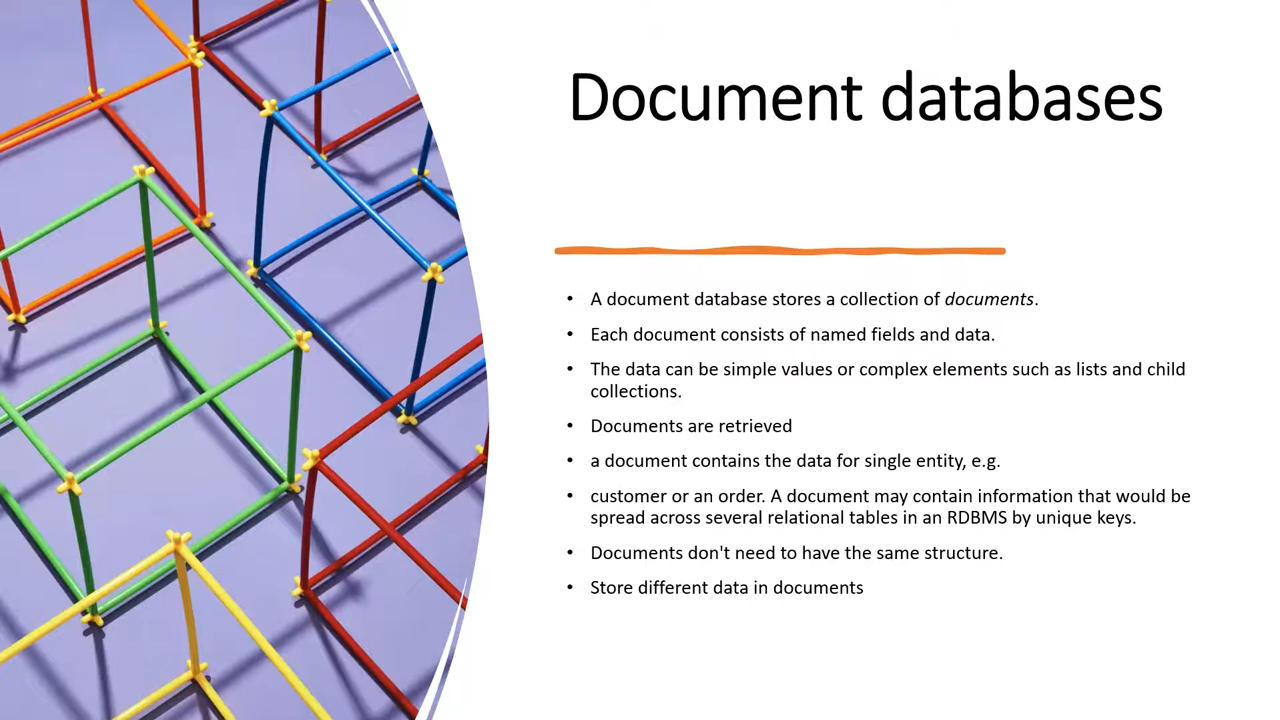 Document databases
• A document database stores a collection of documents.
• Each document consists of named fields and data.
• The data can be simple values or complex elements such as lists and child
collections.
• Documents are retrieved
• a document contains the data for single entity, e.g.
• customer or an order. A document may contain information that would be
spread across several relational tables in an RDBMS by unique keys.
• Documents don't need to have the same structure.
• Store different data in documents